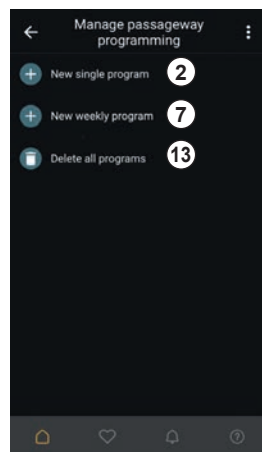 Manage passageway
programming
New single program 2
New weekly program 7
Delete all programs 13